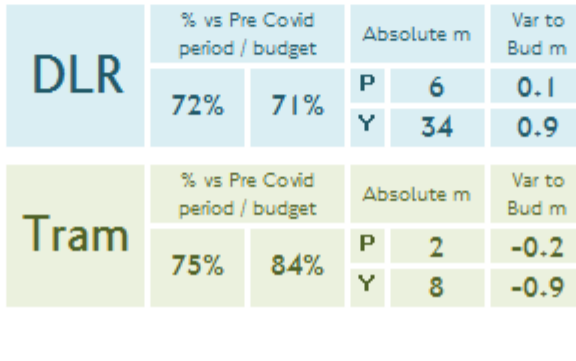 DLR
% vs Pre Covid
period / budget
Absolute m
Var to
Bud m
72% 71%
P 6 0.1
Y 34 0.9
Tram
% vs Pre Covid
period / budget
Absolute m
Var to
Bud m
75% 84%
P 2 -0.2
Y 8 -0.9